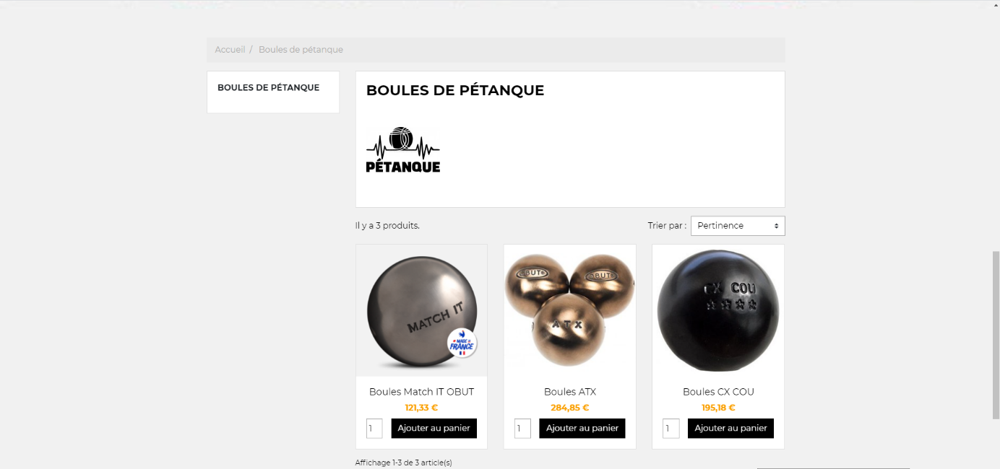 Accueil / Boules de pétanque
BOULES DE PÉTANQUE
BOULES DE PÉTANQUE
PÉTANQUE
Il y a 3 produits.
Trier par : Pertinence
MATCH IT
MADE IN
FRANCE
OBUT
OBUT
ATX
CX COU
Boules Match IT OBUT
121,33 €
1 Ajouter au panier
Boules ATX
284,85 €
1 Ajouter au panier
Boules CX COU
195,18 €
1 Ajouter au panier
Affichage 1-3 de 3 article(s)